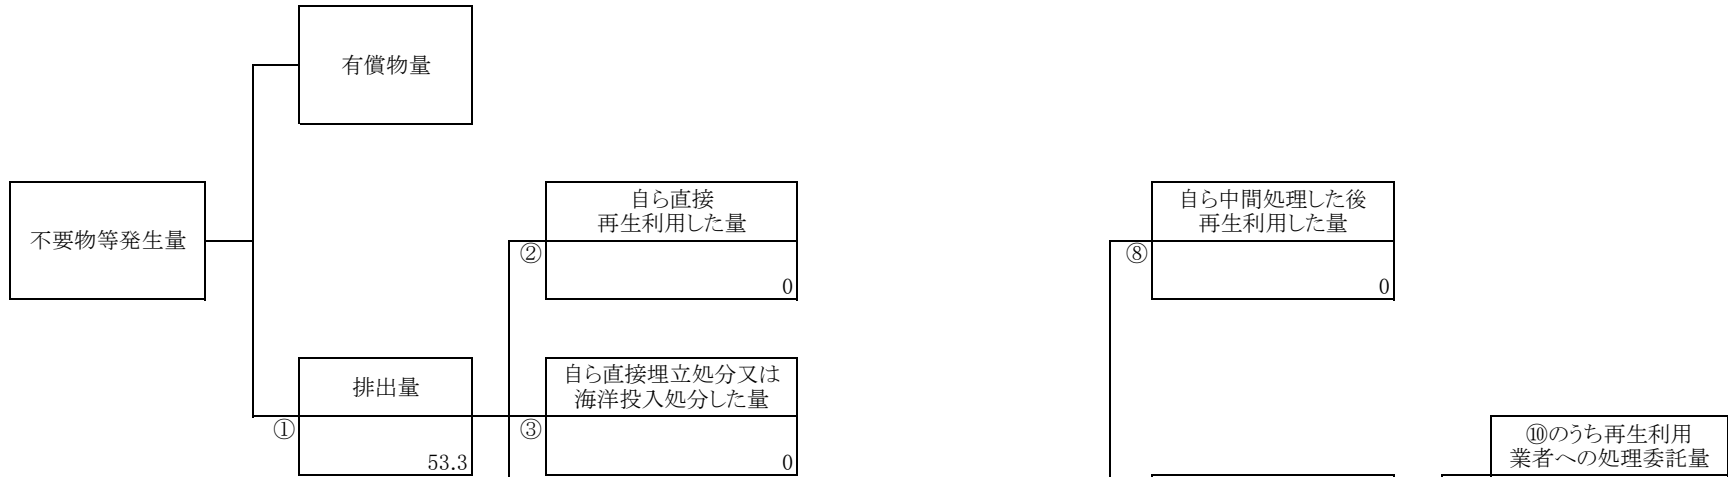 有償物量
不要物等発生量
自ら直接
再生利用した量
②
0
自ら中間処理した後
再生利用した量
⑧
0
排出量
①
53.3
自ら直接埋立処分又は
海洋投入処分した量
③
0
⑩のうち再生利用
業者への処理委託量